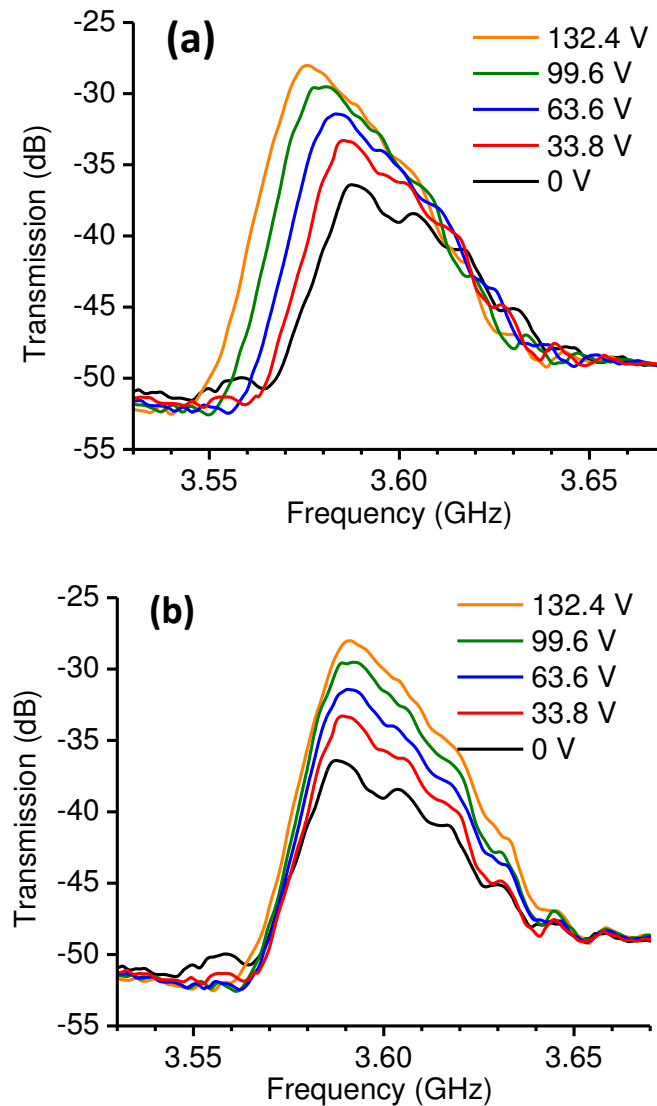 (a)
132.4 V
99.6 V
63.6 V
33.8 V
0 V
-25
-30
-35
-40
-45
-50
-55
Transmission (dB)
3.55 3.60 3.65
Frequency (GHz)
(b)
132.4 V
99.6 V
63.6 V
33.8 V
0 V
-25
-30
-35
-40
-45
-50
-55
Transmission (dB)
3.55 3.60 3.65
Frequency (GHz)